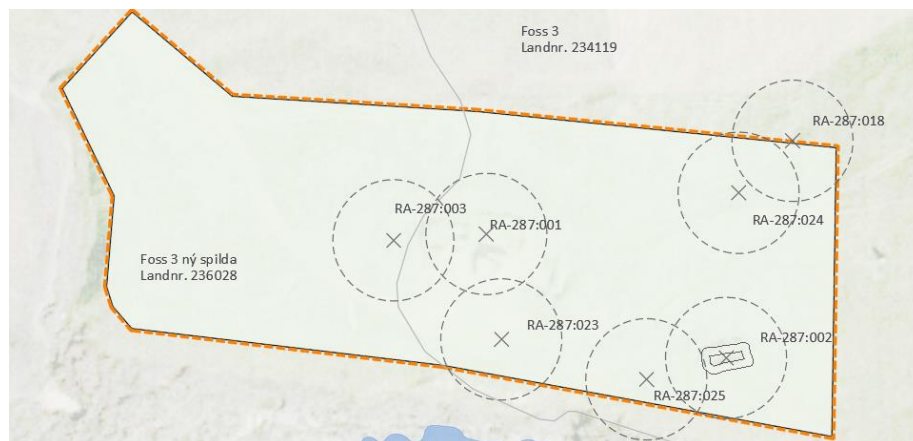 Foss 3
Landnr. 234119
RA-287:018
RA-287:003
RA-287:024
RA-287:001
Foss 3 ný spilda
Landnr. 236028
RA-287:023
RA-287:002
RA-287:025